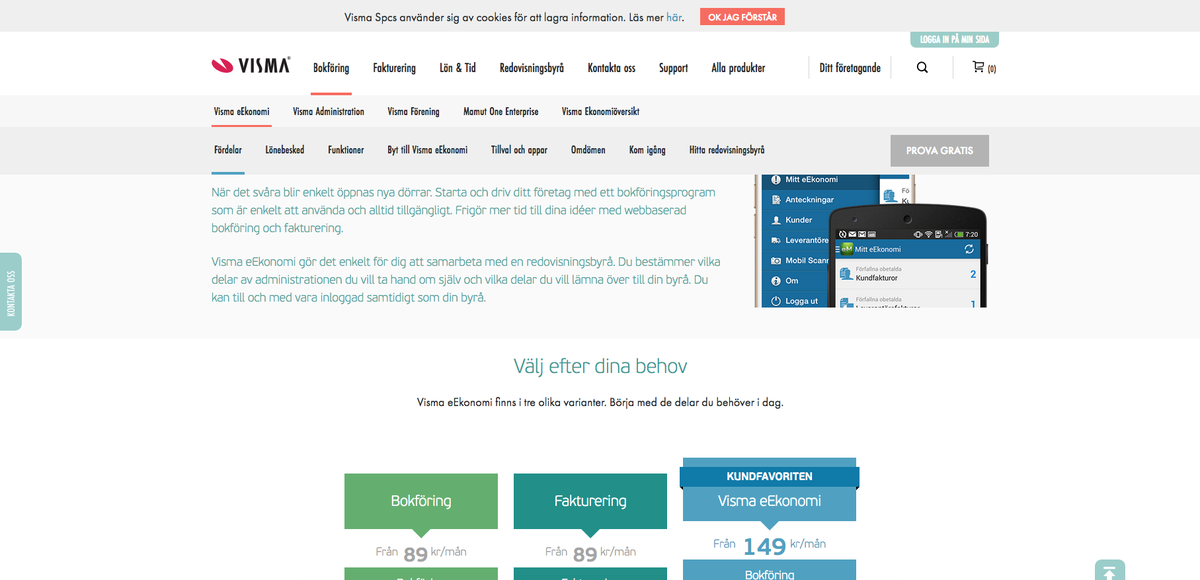 Visma Spcs använder sig av cookies för att lagra information. Läs mer här.
OK JAG FÖRSTÅR
LOGGA IN PÅ MIN SIDA
VISMA
Bokföring
Fakturering
Lön & Tid
Redovisningsbyrå
Kontakta oss
Support
Alla produkter
Ditt företagande
(0)
Visma eEkonomi
Visma Administration
Visma Förening
Mamut One Enterprise
Visma Ekonomiöversikt
Fördelar
Lönebesked
Funktioner
Byt till Visma eEkonomi
Tillval och appar
Omdömen
Kom igång
Hitta redovisningsbyrå
PROVA GRATIS
När det svåra blir enkelt öppnas nya dörrar. Starta och driv ditt företag med ett bokföringsprogram
som är enkelt att använda och alltid tillgängligt. Frigör mer tid till dina idéer med webbaserad
bokföring och fakturering.
Visma eEkonomi gör det enkelt för dig att samarbeta med en redovisningsbyrå. Du bestämmer vilka
delar av administrationen du vill ta hand om själv och vilka delar du vill lämna över till din byrå. Du
kan till och med vara inloggad samtidigt som din byrå.
Mitt eEkonomi
Anteckningar
Kunder
Leverantöre
Mobil Scann
Om
Logga ut
Fö
Ku
7:20
Mitt eEkonomi
Förfallna obetalda
Kundfakturor
2
Förfallna obetalda
Leverantörsfakturor
1
KONTAKTA OSS
Välj efter dina behov
Visma eEkonomi finns i tre olika varianter. Börja med de delar du behöver i dag.
Bokföring
Från 89 kr/mån
Bokföring
Fakturering
Från 89 kr/mån
Fakturering
KUNDFAVORITEN
Visma eEkonomi
Från 149 kr/mån
Bokföring